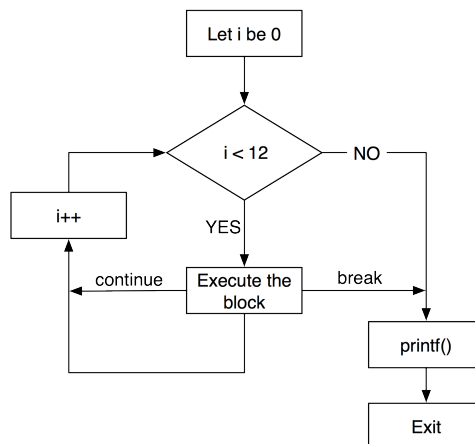 Let i be 0
i < 12
NO
i++
YES
continue
Execute the
block
break
printf()
Exit